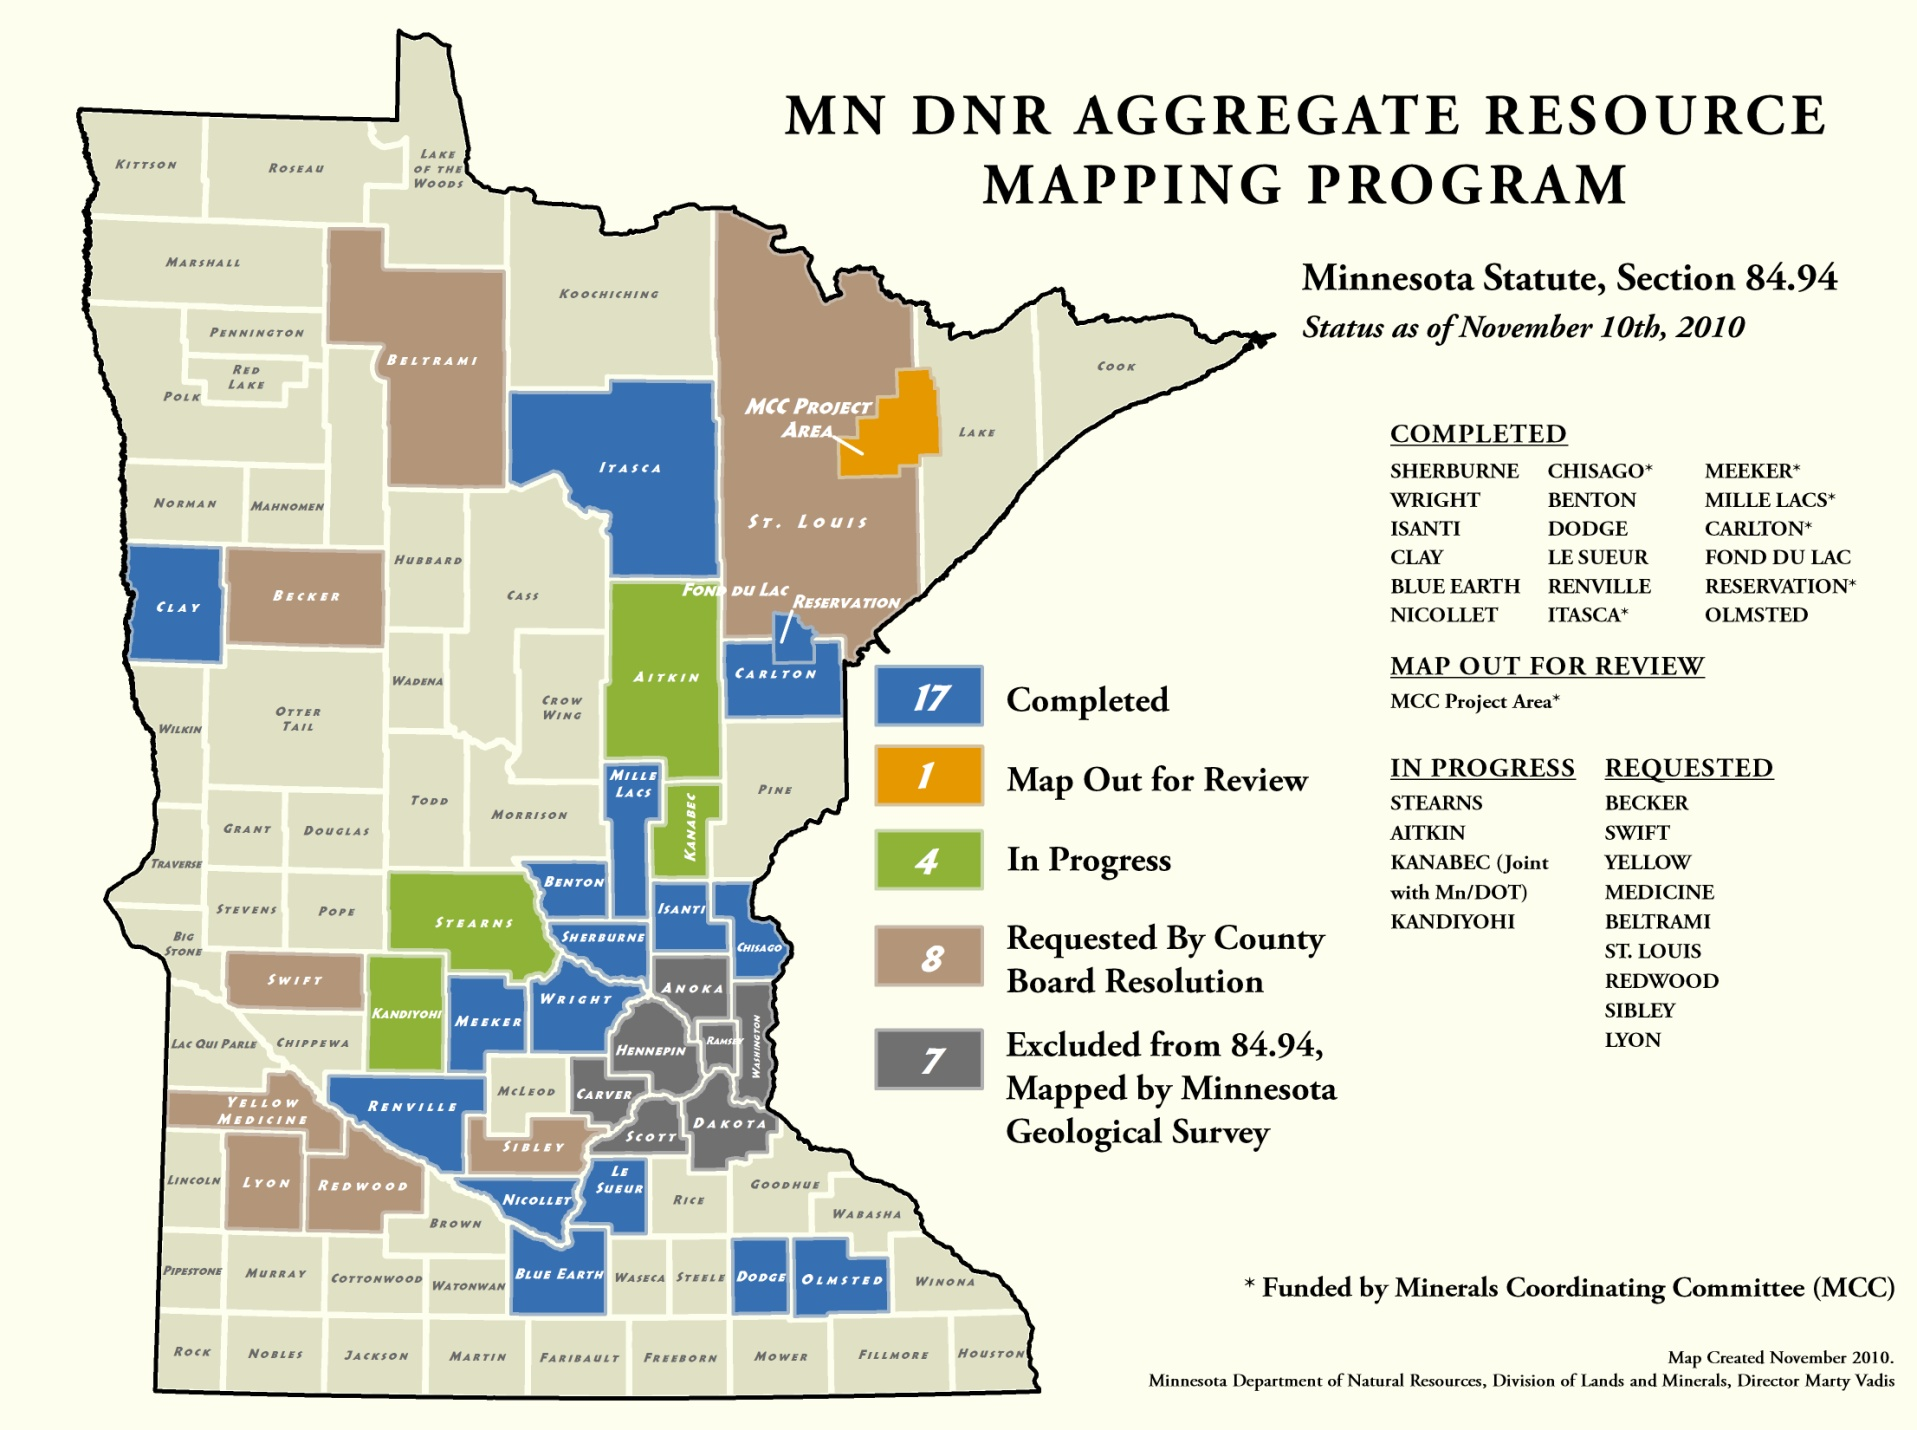 MN DNR AGGREGATE RESOURCE
MAPPING PROGRAM
Minnesota Statute, Section 84.94
Status as of November 10th, 2010
KITTSON
ROSEAU
LAKE
OF THE
WOODS
MARSHALL
KOOCHICHING
PENNINGTON
RED
LAKE
POLK
BELTRAMI
COOK
MCC PROJECT
AREA
LAKE
ITASCA
NORMAN
MAHNOMEN
ST. LOUIS
HUBBARD
CASS
CLAY
BECKER
FOND DU LAC
RESERVATION
AITKIN
CARLTON
WADENA
CROW
WING
OTTER
TAIL
WILKIN
MILLE
LACS
PINE
KANABEC
TODD
MORRISON
GRANT
DOUGLAS
TRAVERSE
BENTON
STEVENS
POPE
STEARNS
ISANTI
SHERBURNE
CHISAGO
BIG
STONE
SWIFT
WRIGHT
ANOKA
KANDIYOHI
MEEKER
LAC QUI PARLE
CHIPPEWA
HENNEPIN
RAMSEY
WASHINGTON
MCLEOD
CARVER
YELLOW
MEDICINE
RENVILLE
DAKOTA
SCOTT
SIBLEY
LINCOLN
LYON
REDWOOD
LE
SUEUR
NICOLLET
RICE
GOODHUE
BROWN
WABASHA
PIPESTONE
MURRAY
COTTONWOOD
WATONWAN
BLUE EARTH
WASECA
STEELE
DODGE
OLMSTED
WINONA
ROCK
NOBLES
JACKSON
MARTIN
FARIBAULT
FREEBORN
MOWER
FILLMORE
HOUSTON
17 Completed
1 Map Out for Review
4 In Progress
8 Requested By County
Board Resolution
7 Excluded from 84.94,
Mapped by Minnesota
Geological Survey
COMPLETED
SHERBURNE CHISAGO* MEEKER*
WRIGHT BENTON MILLE LACS*
ISANTI DODGE CARLTON*
CLAY LE SUEUR FOND DU LAC
BLUE EARTH RENVILLE RESERVATION*
NICOLLET ITASCA* OLMSTED
MAP OUT FOR REVIEW
MCC Project Area*
IN PROGRESS
STEARNS
AITKIN
KANABEC (Joint
with Mn/DOT)
KANDIYOHI
REQUESTED
BECKER
SWIFT
YELLOW
MEDICINE
BELTRAMI
ST. LOUIS
REDWOOD
SIBLEY
LYON
* Funded by Minerals Coordinating Committee (MCC)
Map Created November 2010.
Minnesota Department of Natural Resources, Division of Lands and Minerals, Director Marty Vadis